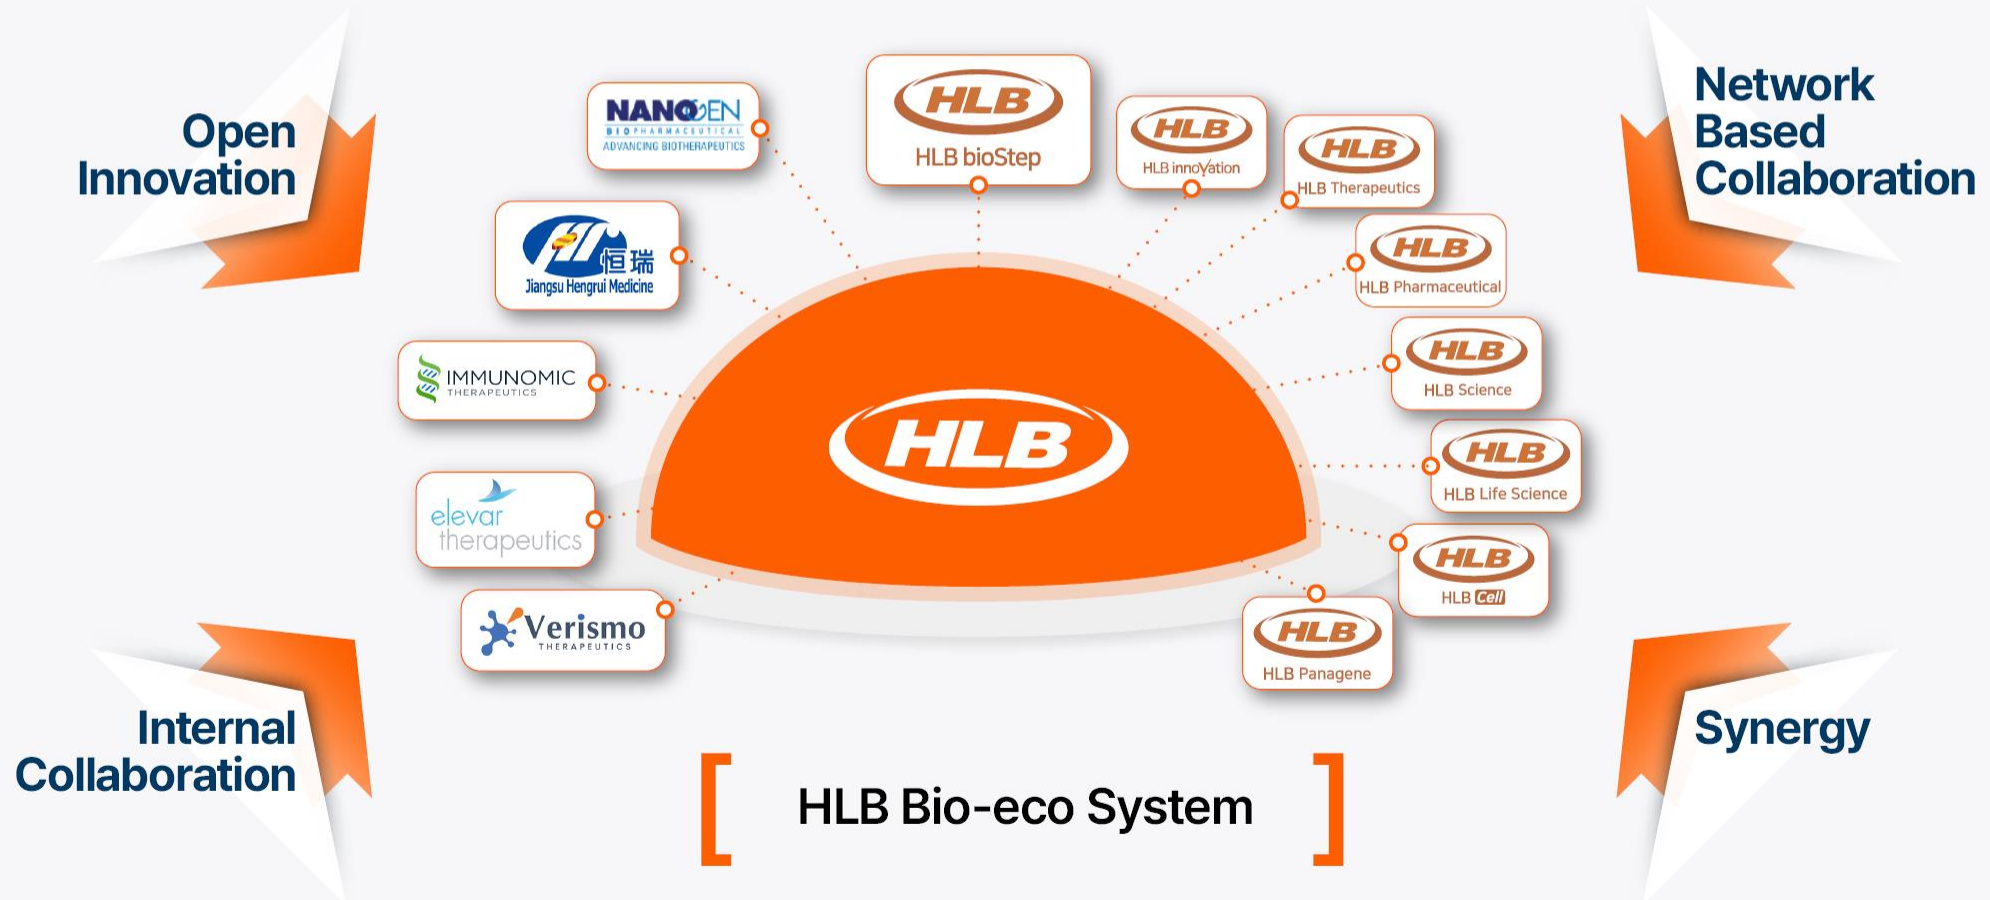 Open
Innovation
Network
Based
Collaboration
NANOGEN
BIOPHARMACEUTICAL
ADVANCING BIOTHERAPEUTICS
HLB
HLB bioStep
HLB
HLB innoVation
HLB
HLB Therapeutics
恒瑞
Jiangsu Hengrui Medicine
HLB
HLB Pharmaceutical
IMMUNOMIC
THERAPEUTICS
HLB
HLB Science
HLB
HLB
HLB Life Science
elevar
therapeutics
HLB
HLB Cell
Verismo
THERAPEUTICS
HLB
HLB Panagene
Internal
Collaboration
Synergy
HLB Bio-eco System